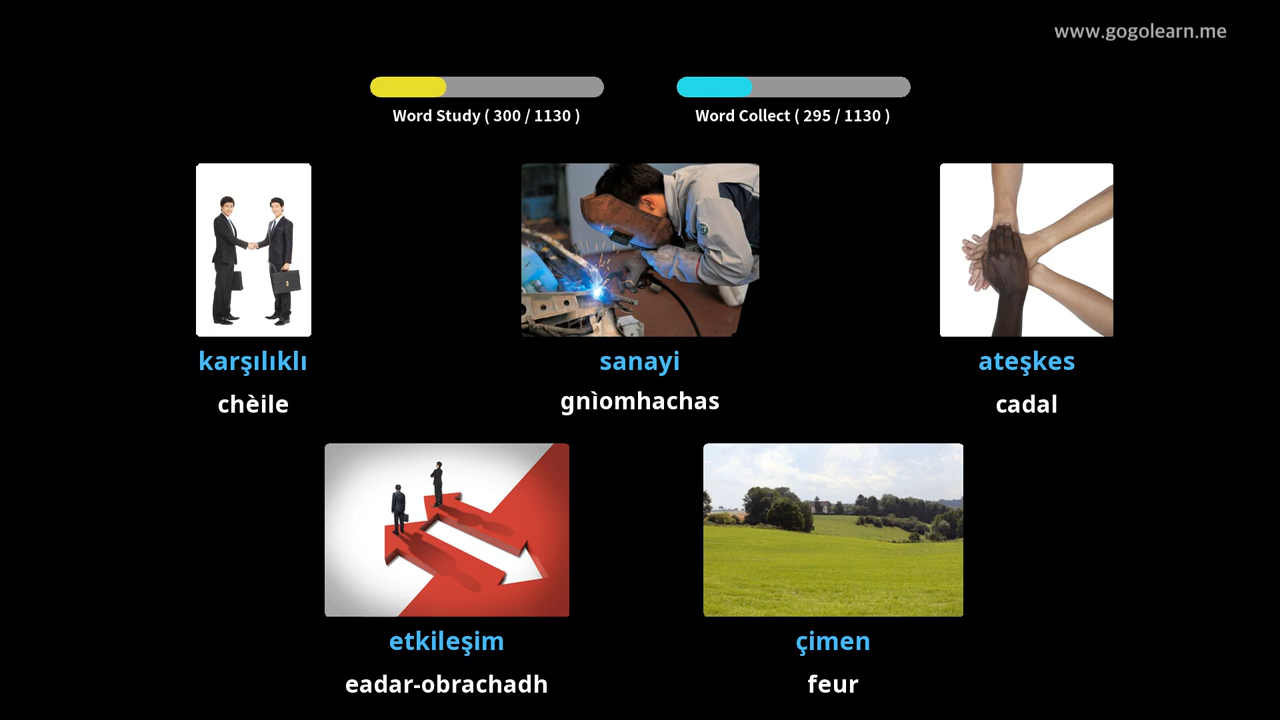 www.gogolearn.me
Word Study ( 300 / 1130 )
Word Collect ( 295 / 1130 )
karşılıklı
chèile
sanayi
gnìomhachas
ateşkes
cadal
etkileşim
eadar-obrachadh
çimen
feur